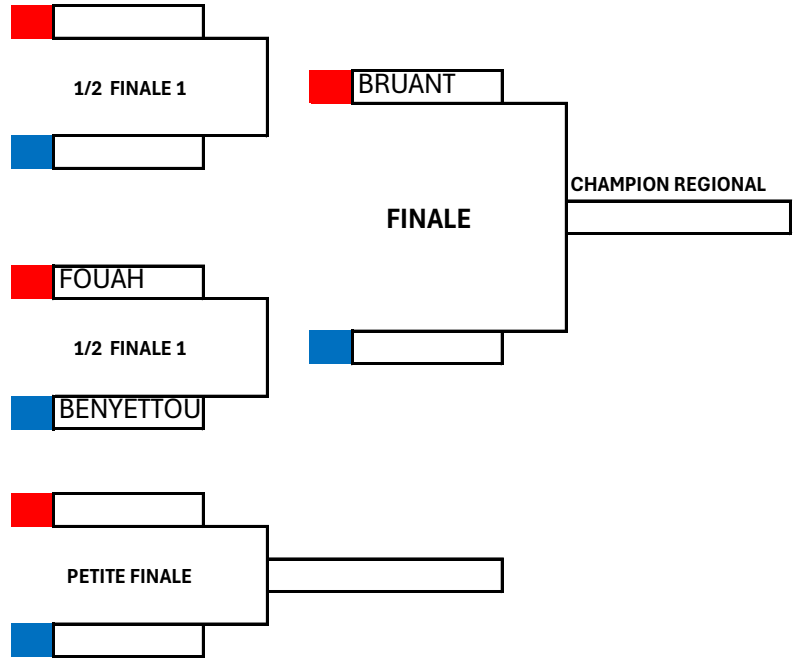 1/2 FINALE 1
BRUANT
CHAMPION REGIONAL
FINALE
FOUAH
1/2 FINALE 1
BENYETTOU
PETITE FINALE